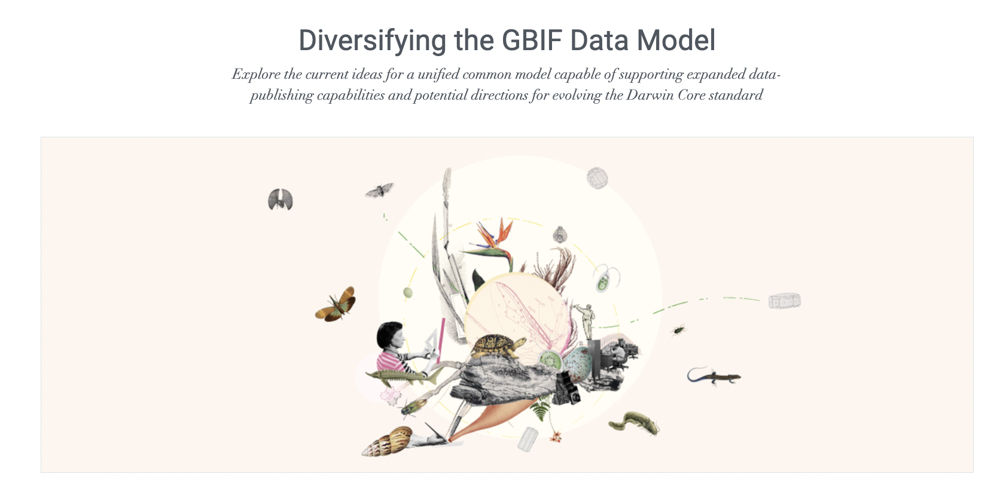 Diversifying the GBIF Data Model
Explore the current ideas for a unified common model capable of supporting expanded data-
publishing capabilities and potential directions for evolving the Darwin Core standard